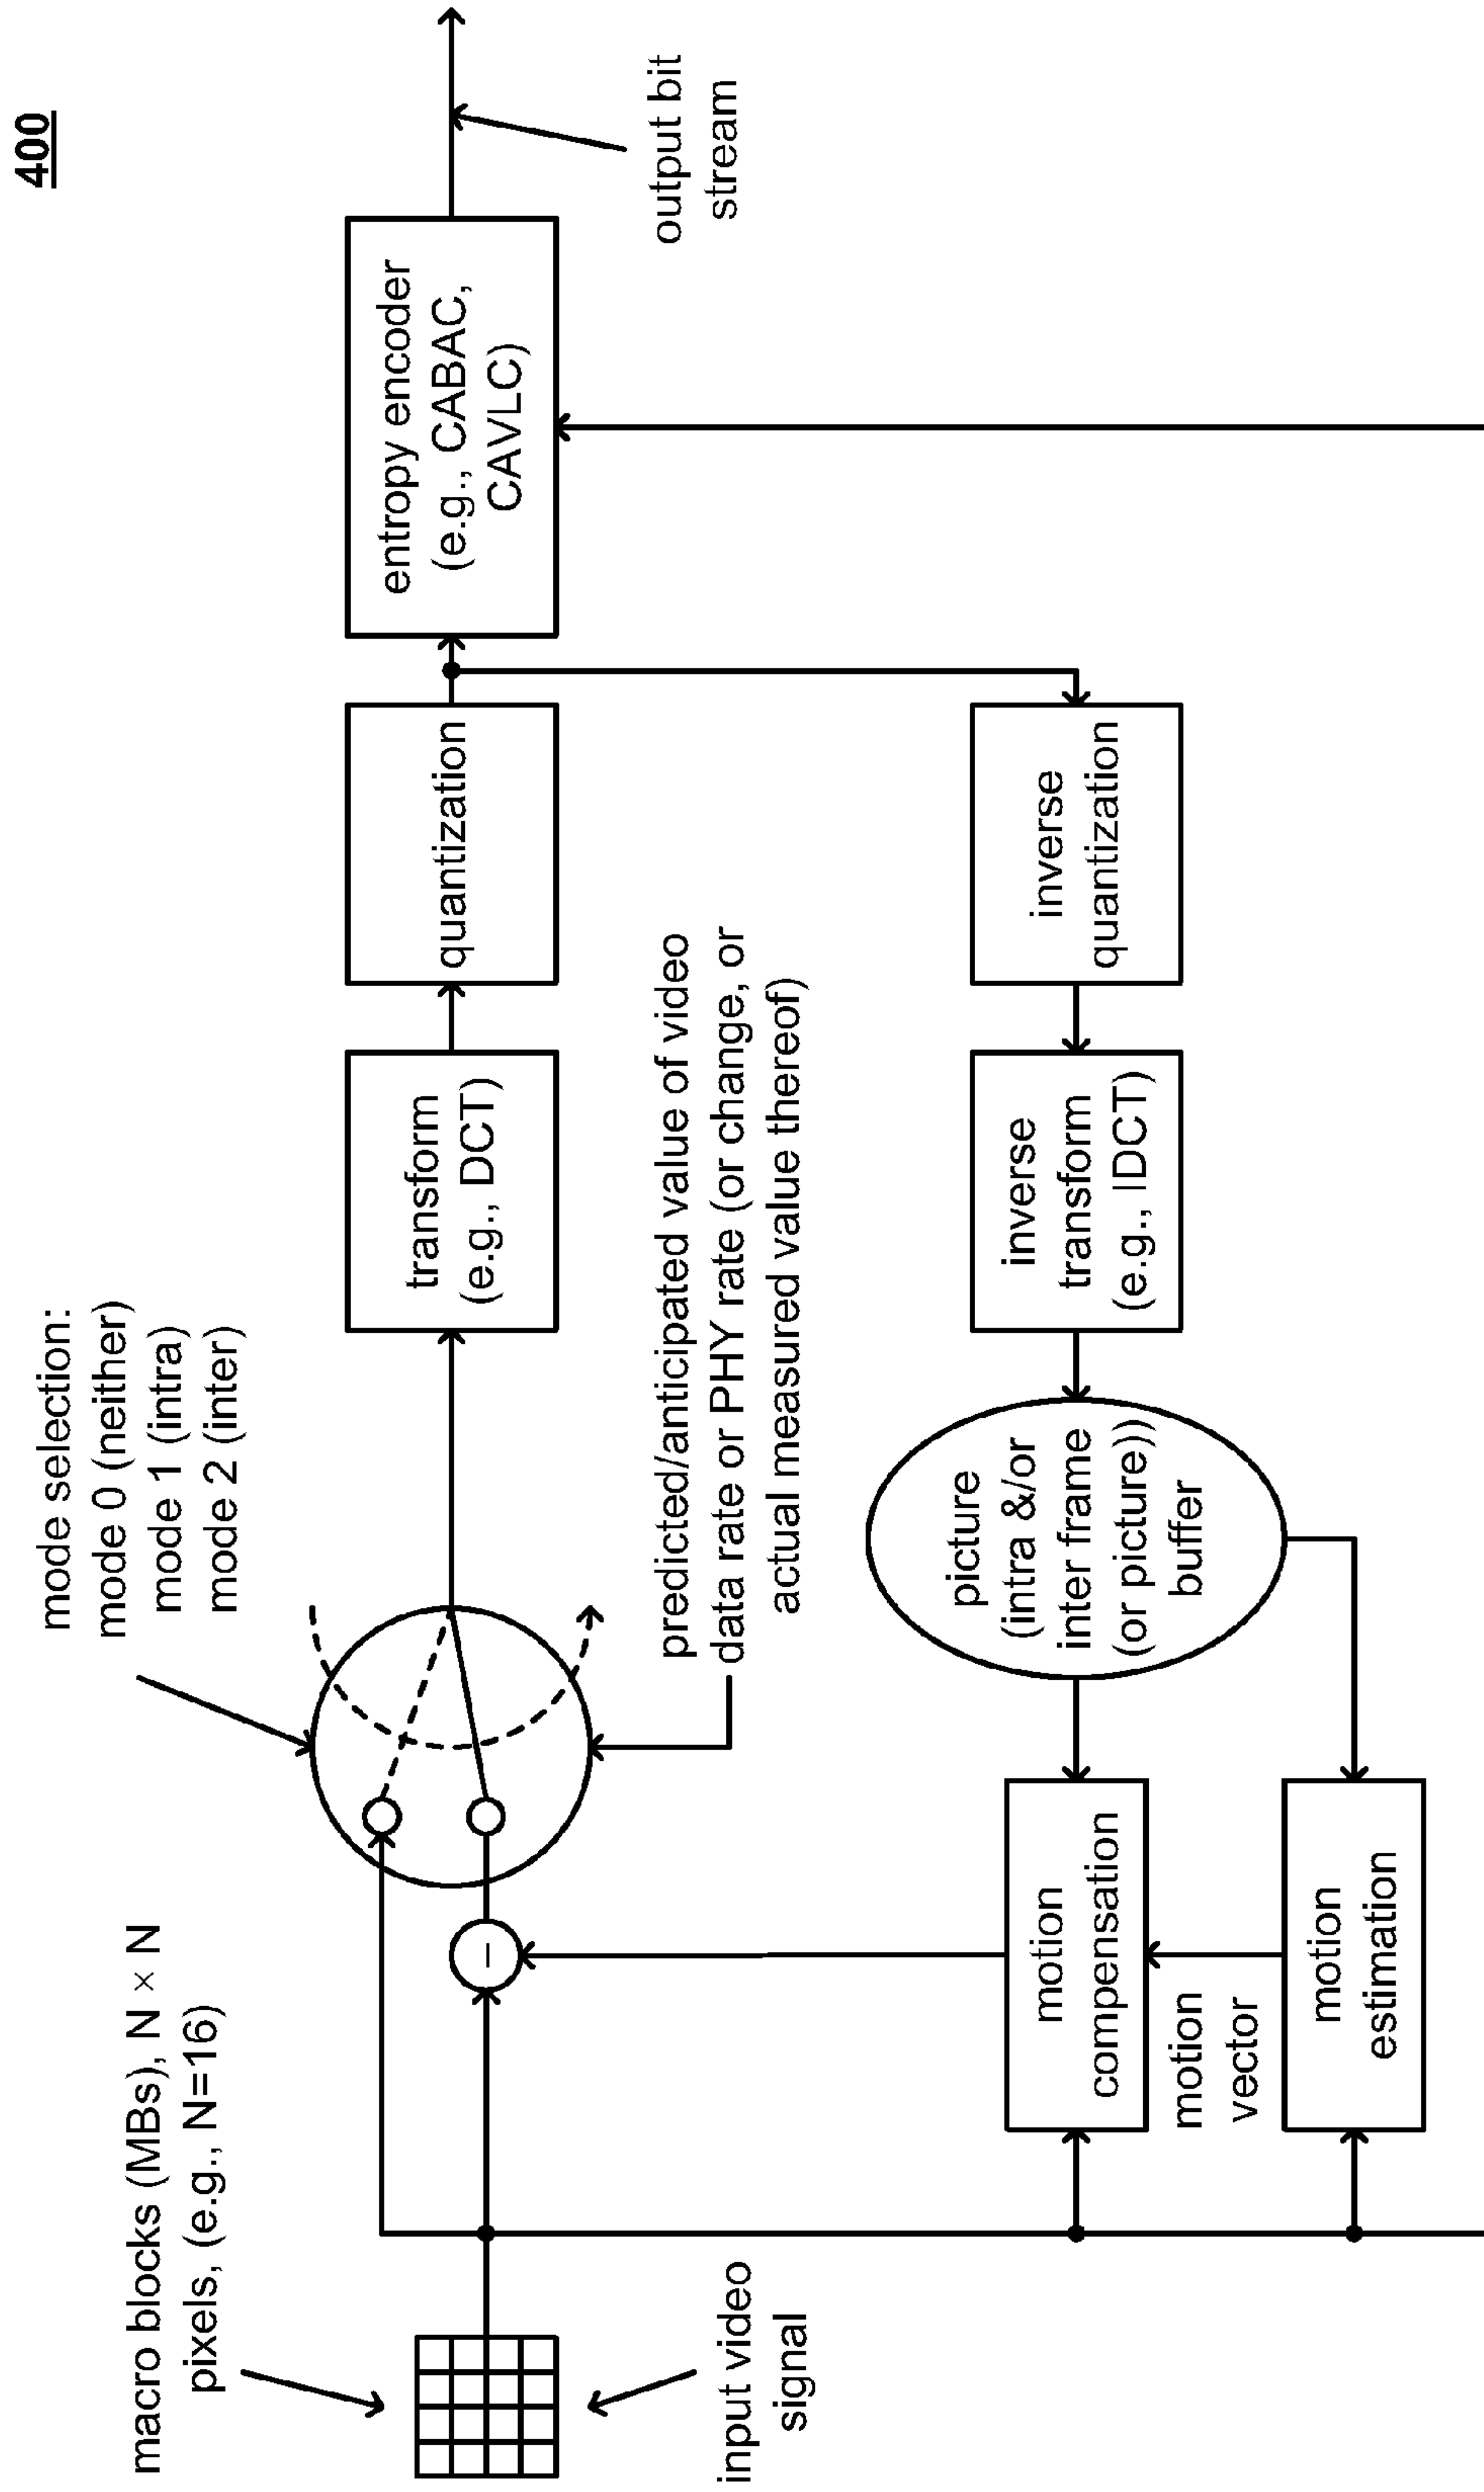 400
mode selection:
mode 0 (neither)
mode 1 (intra)
mode 2 (inter)
macro blocks (MBs), N × N
pixels, (e.g., N=16)
input video
signal
–
transform
(e.g., DCT)
quantization
entropy encoder
(e.g., CABAC,
CAVLC)
output bit
stream
predicted/anticipated value of video
data rate or PHY rate (or change, or
actual measured value thereof)
motion
compensation
motion
vector
motion
estimation
picture
(intra &/or
inter frame
(or picture))
buffer
inverse
transform
(e.g., IDCT)
inverse
quantization